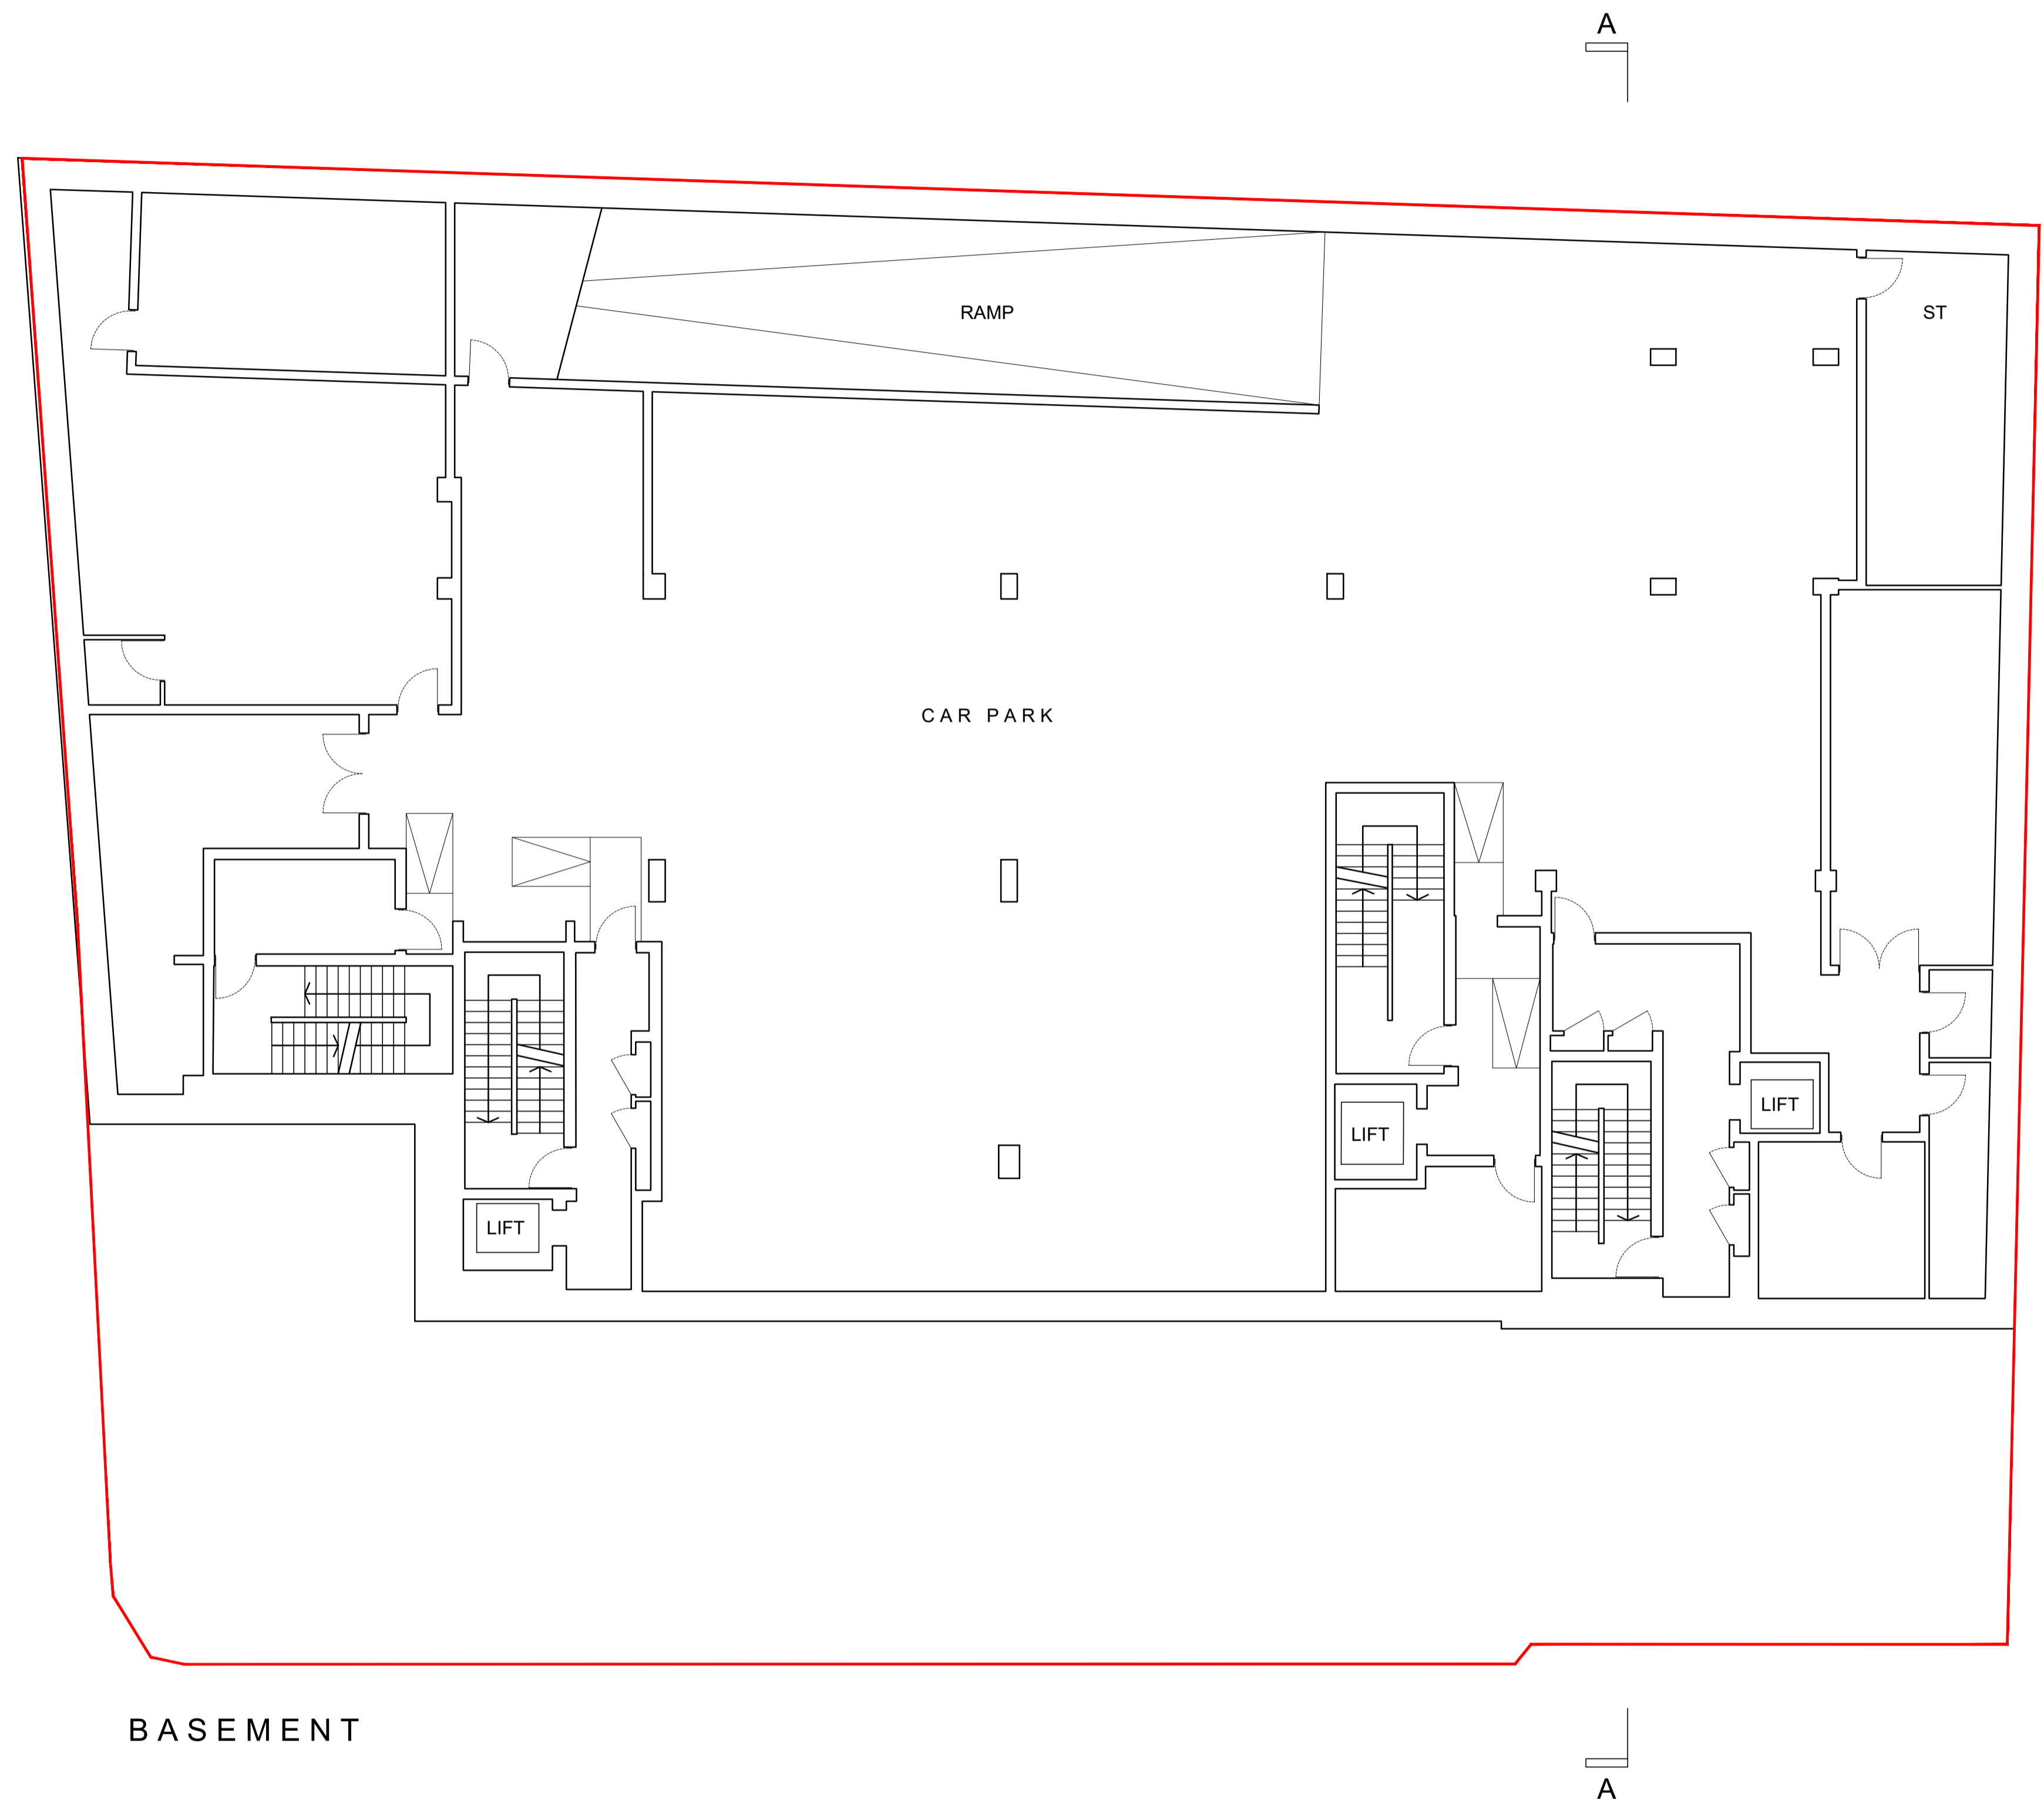 A
RAMP
ST
CAR PARK
LIFT
LIFT
LIFT
BASEMENT
A